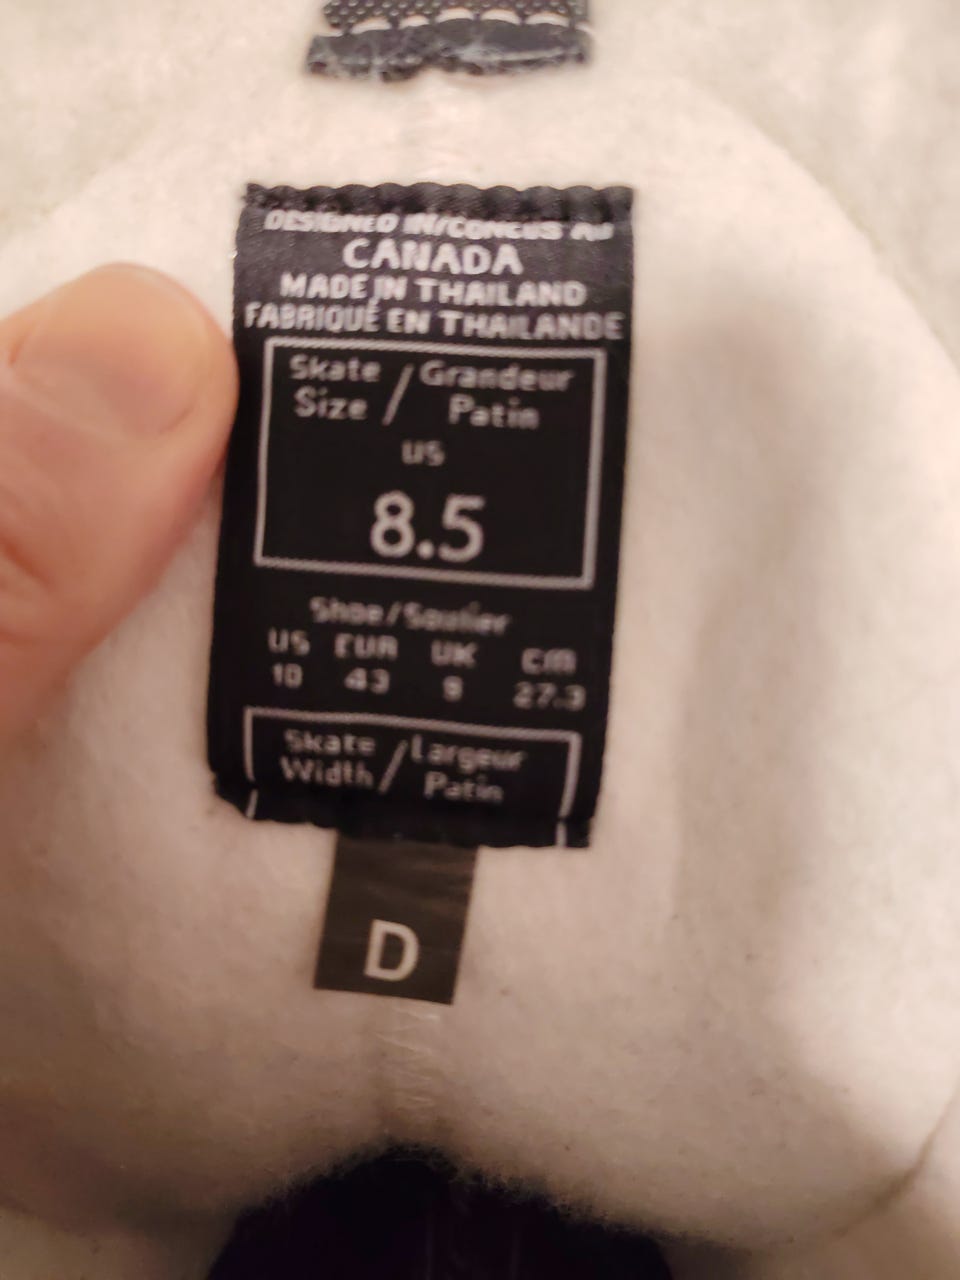 DESIGNED IN/CONCUS AU
CANADA
MADE IN THAILAND
FABRIQUÉ EN THAILANDE
Skate / Grandeur
Size / Patin
US
8.5
Shoe/Soulier
US EUR UK CM
10 43 9 27.3
Skate / Largeur
Width / Patin
D